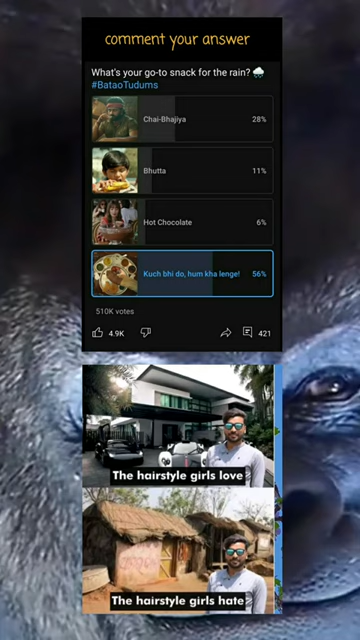 comment your answer
What's your go-to snack for the rain? 🌧️
#BataoTudums
Chai-Bhajiya 28%
Bhutta 11%
Hot Chocolate 6%
Kuch bhi do, hum kha lenge! 56%
510K votes
4.9K 421
The hairstyle girls love
The hairstyle girls hate